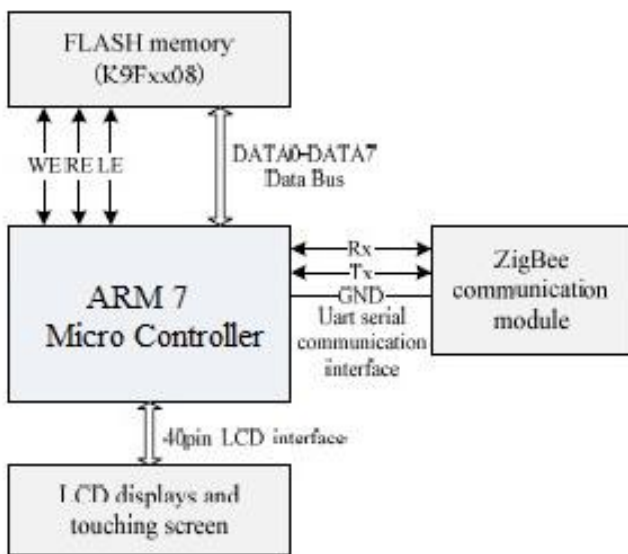 FLASH memory
(K9Fxx08)
WE RE LE
DATA0-DATA7
Data Bus
ARM 7
Micro Controller
Rx
Tx
GND
Uart serial
communication
interface
ZigBee
communication
module
40pin LCD interface
LCD displays and
touching screen